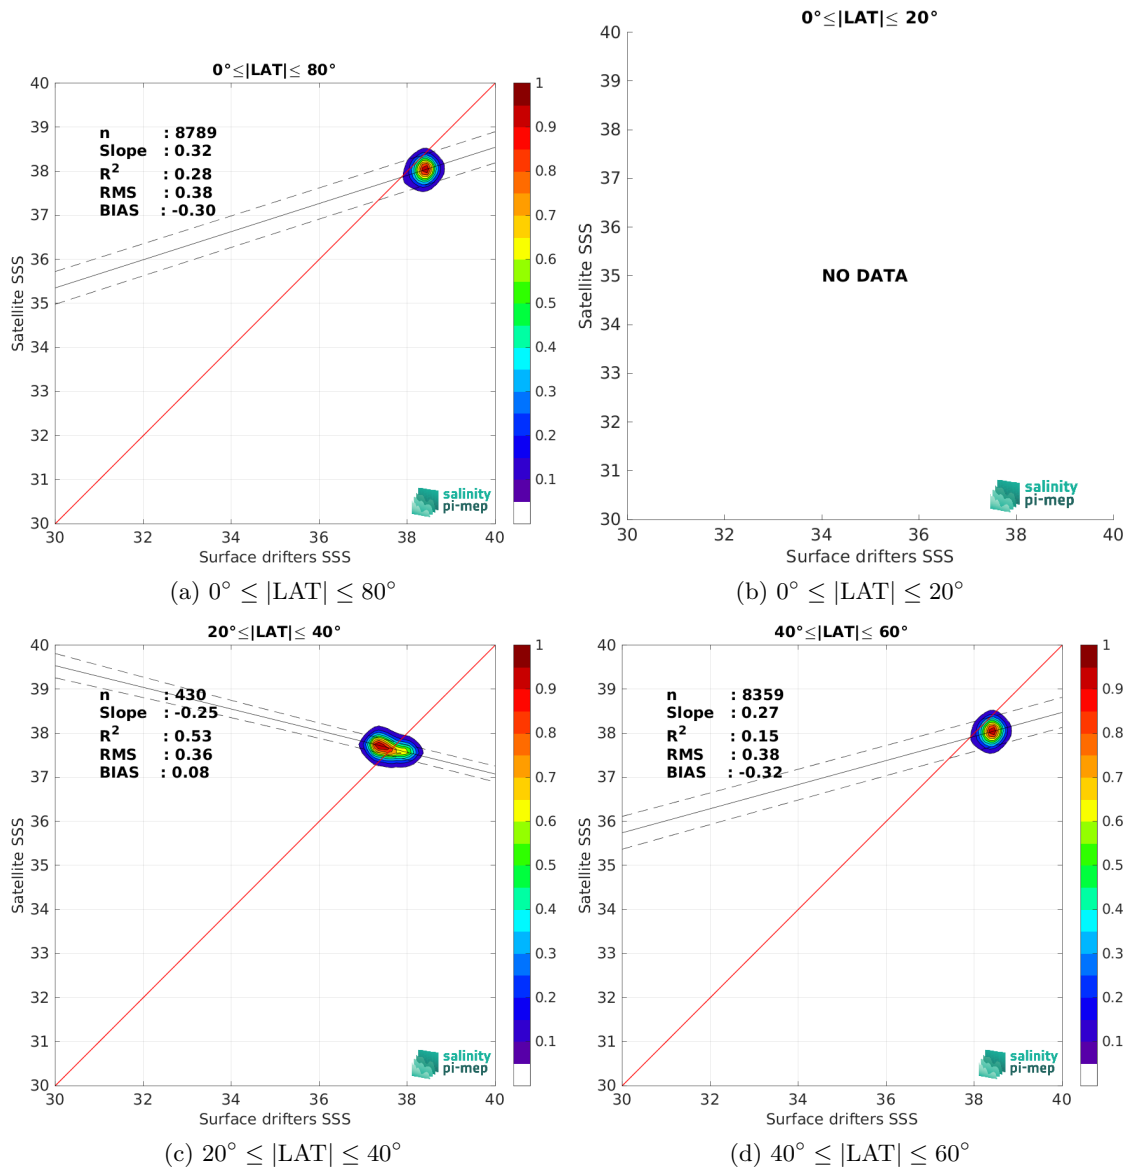 0°≤|LAT|≤ 80°
40
39
38
37
36
35
34
33
32
31
30
Satellite SSS
n : 8789
Slope : 0.32
R² : 0.28
RMS : 0.38
BIAS : -0.30
salinity
pi-mep
30 32 34 36 38 40
Surface drifters SSS
1
0.9
0.8
0.7
0.6
0.5
0.4
0.3
0.2
0.1
(a) 0° ≤ |LAT| ≤ 80°
0°≤|LAT|≤ 20°
40
39
38
37
36
35
34
33
32
31
30
Satellite SSS
NO DATA
salinity
pi-mep
30 32 34 36 38 40
Surface drifters SSS
(b) 0° ≤ |LAT| ≤ 20°
20°≤|LAT|≤ 40°
40
39
38
37
36
35
34
33
32
31
30
Satellite SSS
n : 430
Slope : -0.25
R² : 0.53
RMS : 0.36
BIAS : 0.08
salinity
pi-mep
30 32 34 36 38 40
Surface drifters SSS
1
0.9
0.8
0.7
0.6
0.5
0.4
0.3
0.2
0.1
(c) 20° ≤ |LAT| ≤ 40°
40°≤|LAT|≤ 60°
40
39
38
37
36
35
34
33
32
31
30
Satellite SSS
n : 8359
Slope : 0.27
R² : 0.15
RMS : 0.38
BIAS : -0.32
salinity
pi-mep
30 32 34 36 38 40
Surface drifters SSS
1
0.9
0.8
0.7
0.6
0.5
0.4
0.3
0.2
0.1
(d) 40° ≤ |LAT| ≤ 60°